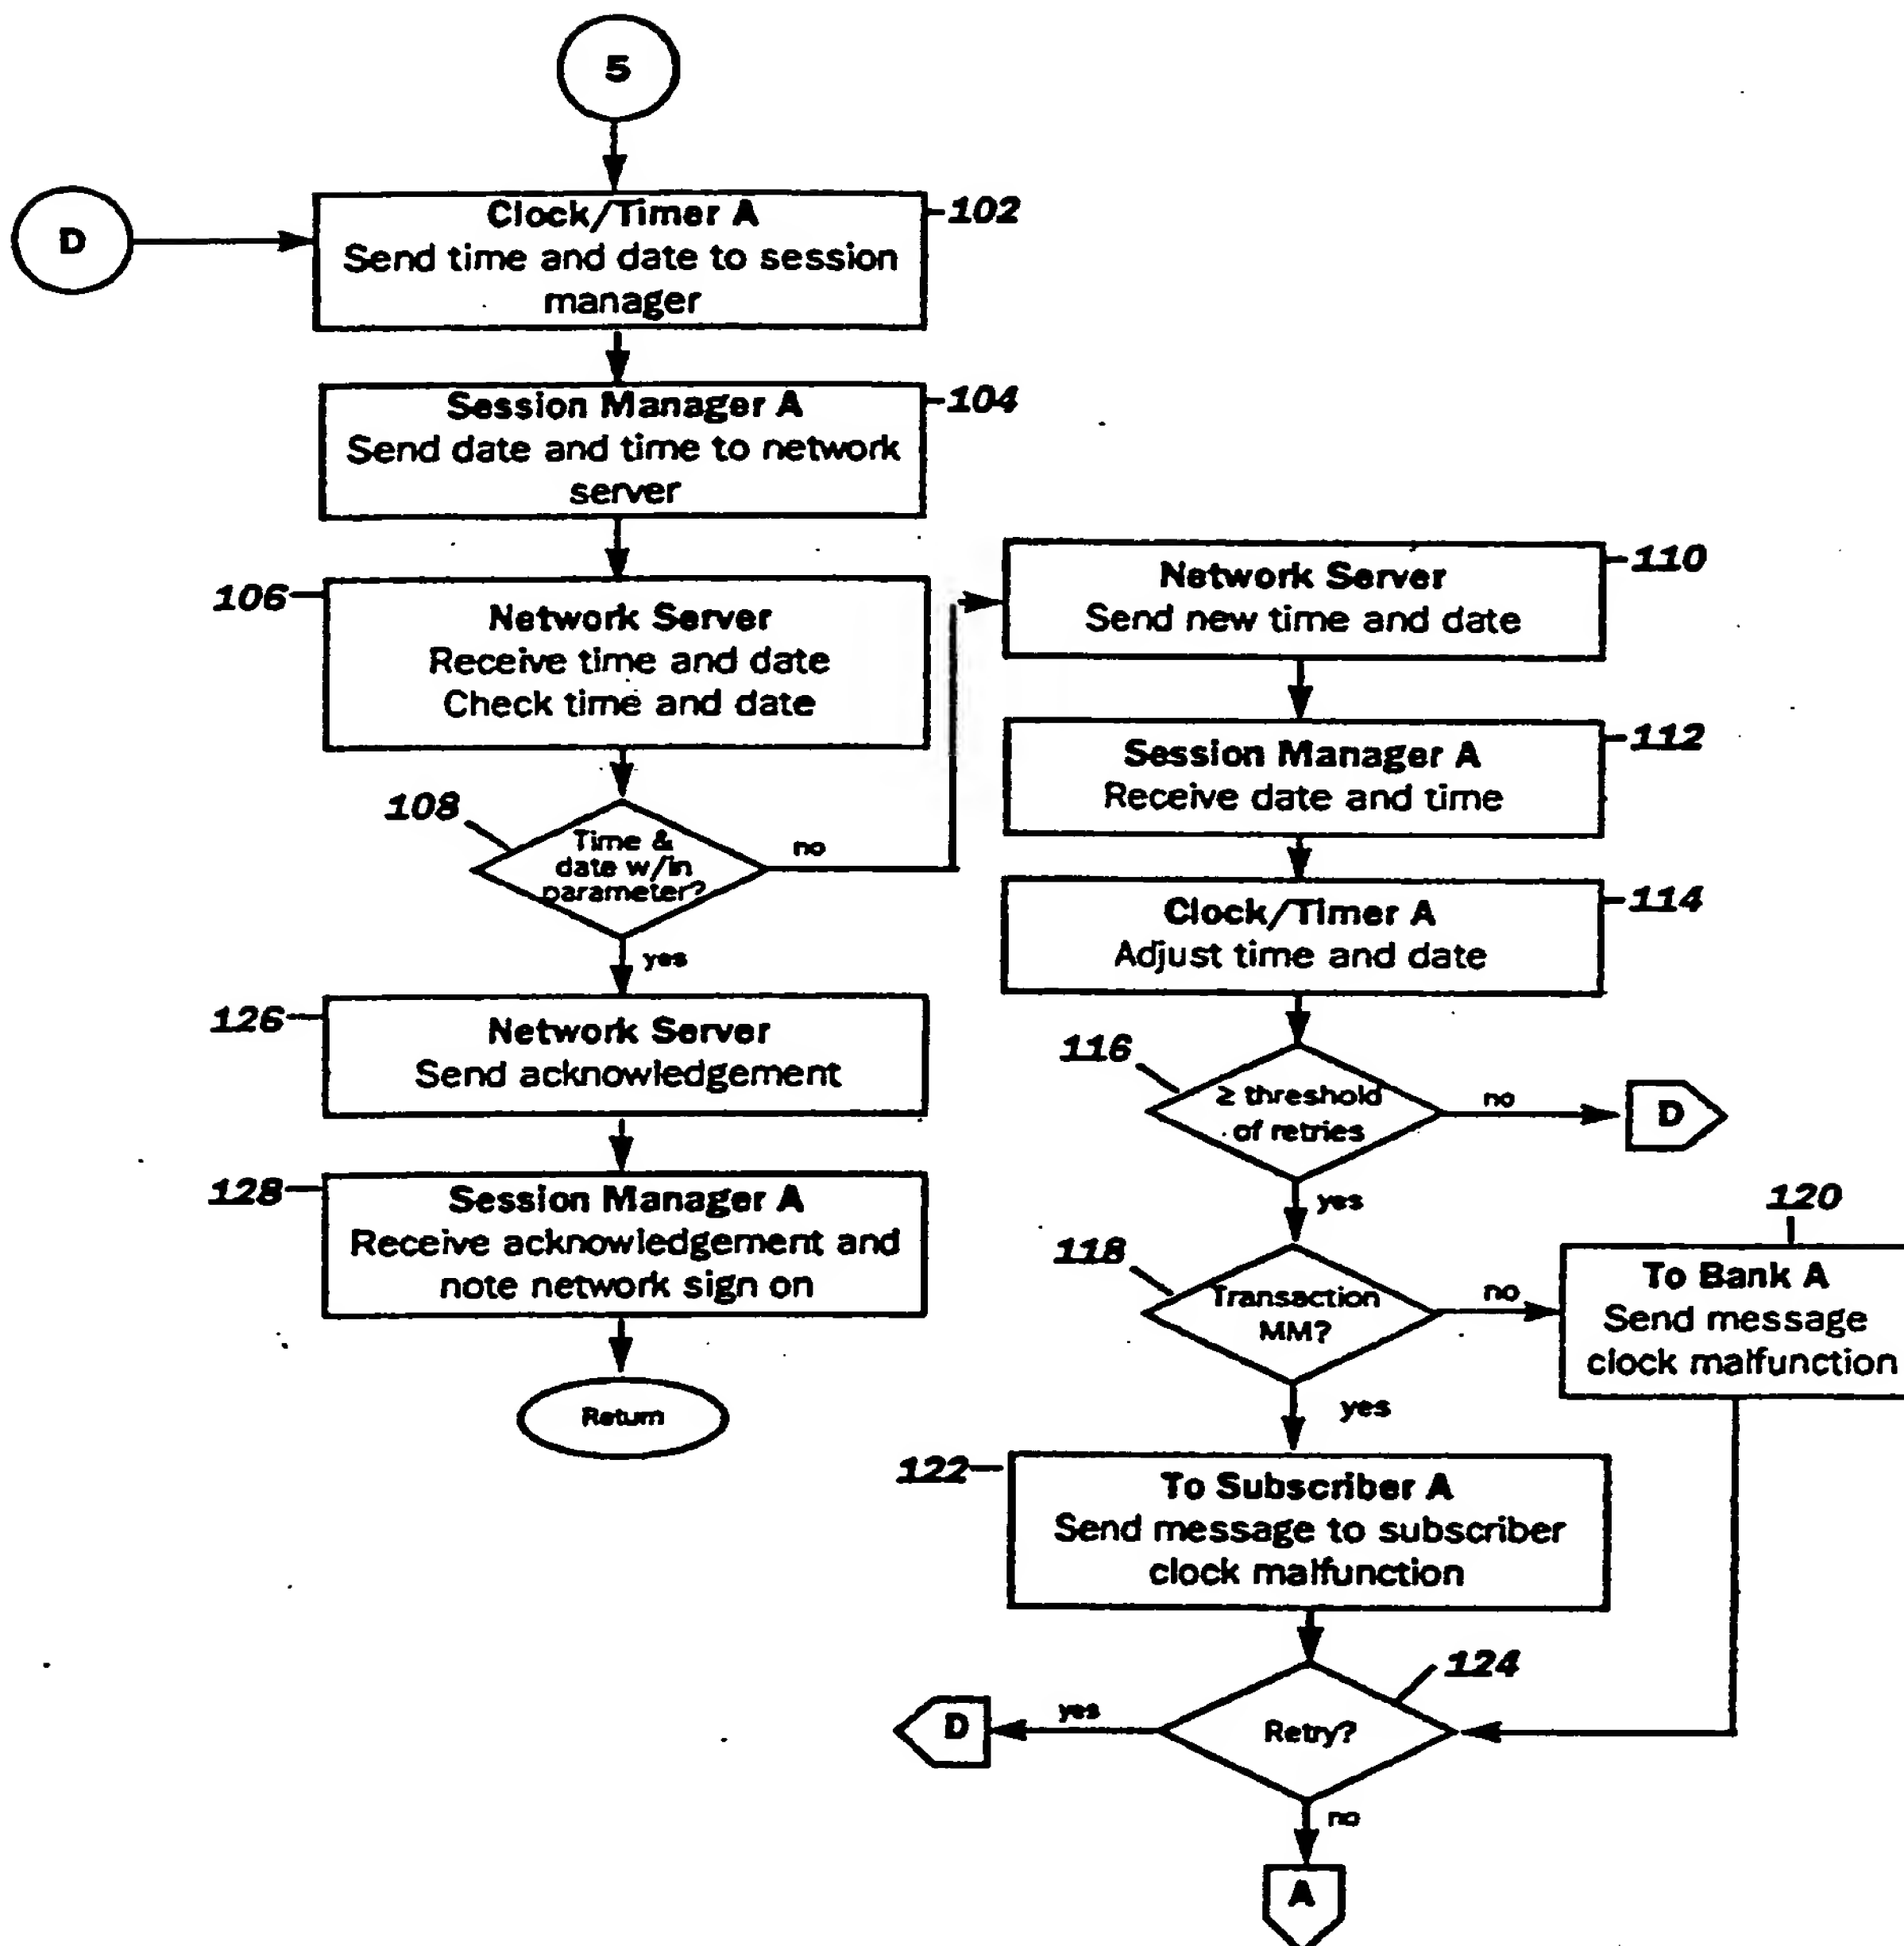 5
D
Clock/Timer A
Send time and date to session
manager
102
Session Manager A
Send date and time to network
server
104
106
Network Server
Receive time and date
Check time and date
108
Time &
date w/in
parameter?
no
yes
126
Network Server
Send acknowledgement
128
Session Manager A
Receive acknowledgement and
note network sign on
Return
Network Server
Send new time and date
110
Session Manager A
Receive date and time
112
Clock/Timer A
Adjust time and date
114
116
≥ threshold
of retries
no
D
yes
118
Transaction
MM?
no
120
To Bank A
Send message
clock malfunction
yes
122
To Subscriber A
Send message to subscriber
clock malfunction
124
Retry?
yes
D
no
A